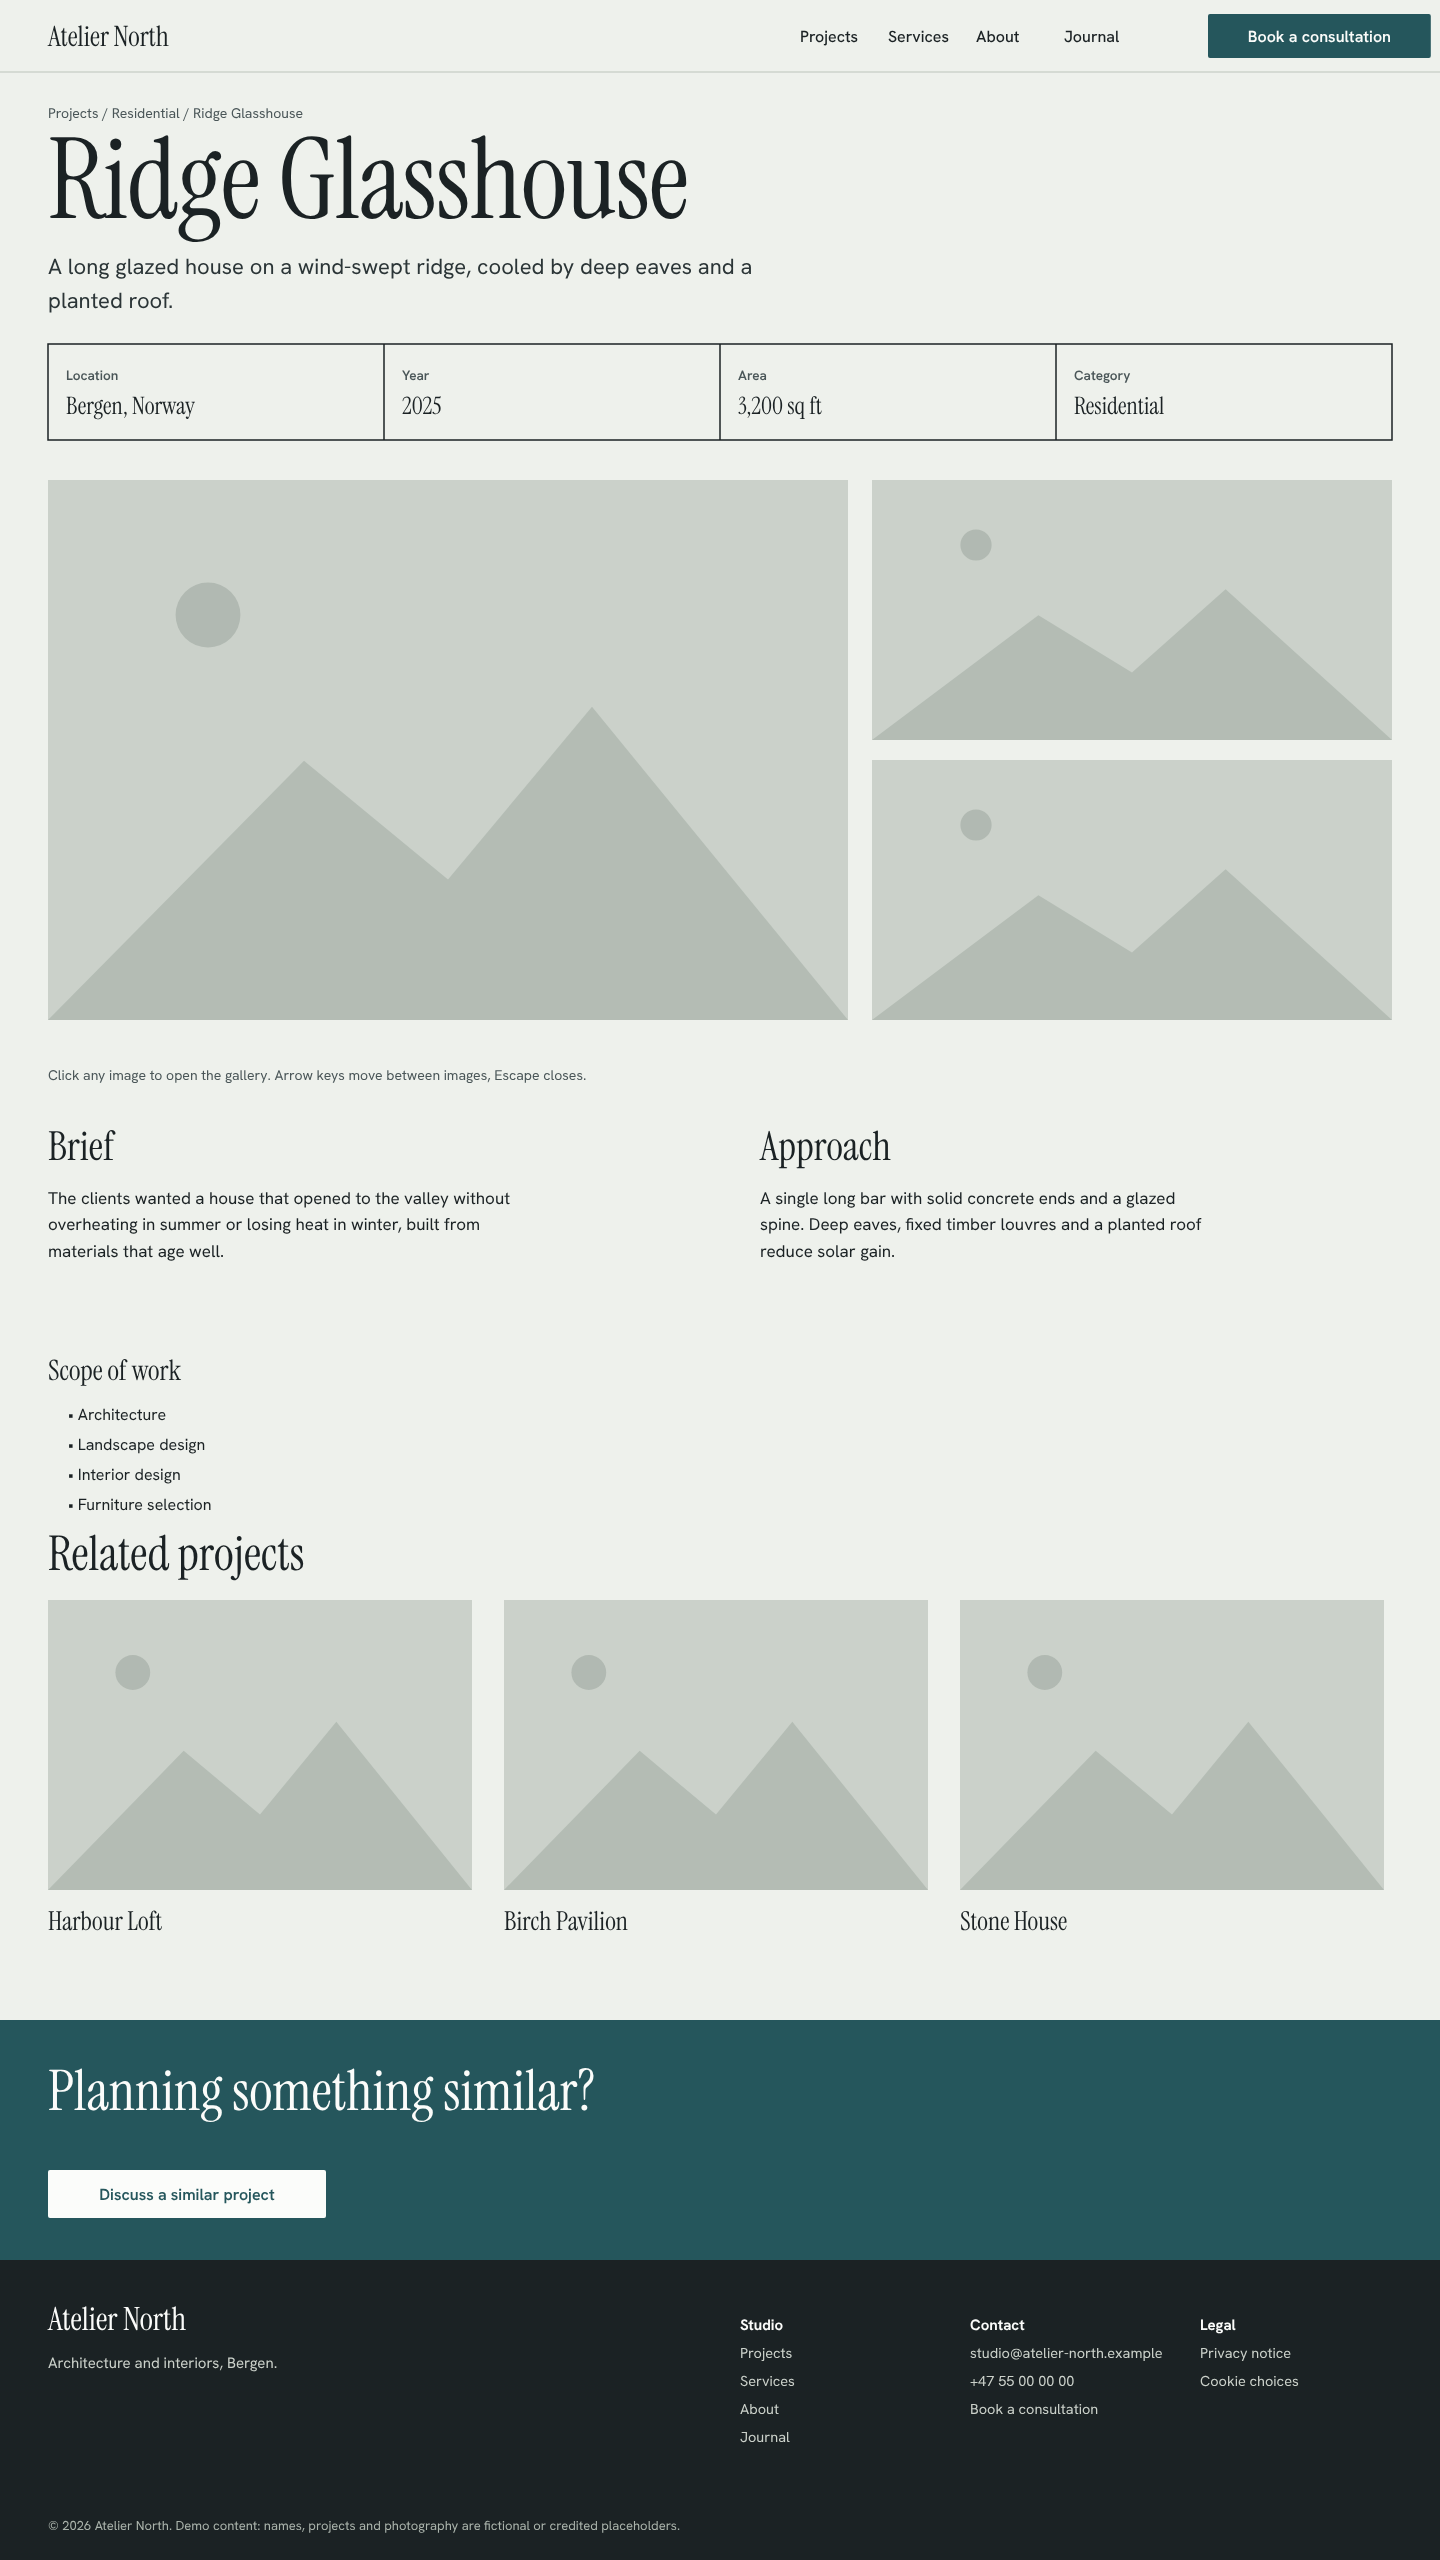 Atelier North
Projects Services About Journal Book a consultation
Projects / Residential / Ridge Glasshouse
Ridge Glasshouse
A long glazed house on a wind-swept ridge, cooled by deep eaves and a
planted roof.
Location
Bergen, Norway
Year
2025
Area
3,200 sq ft
Category
Residential
Click any image to open the gallery. Arrow keys move between images, Escape closes.
Brief
The clients wanted a house that opened to the valley without
overheating in summer or losing heat in winter, built from
materials that age well.
Approach
A single long bar with solid concrete ends and a glazed
spine. Deep eaves, fixed timber louvres and a planted roof
reduce solar gain.
Scope of work
▪ Architecture
▪ Landscape design
▪ Interior design
▪ Furniture selection
Related projects
Harbour Loft
Birch Pavilion
Stone House
Planning something similar?
Discuss a similar project
Atelier North
Architecture and interiors, Bergen.
Studio
Projects
Services
About
Journal
Contact
studio@atelier-north.example
+47 55 00 00 00
Book a consultation
Legal
Privacy notice
Cookie choices
© 2026 Atelier North. Demo content: names, projects and photography are fictional or credited placeholders.